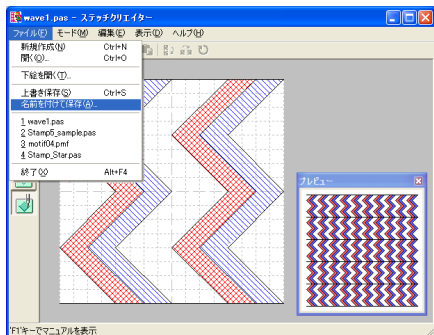 wave1.pas - ステッチクリエイター
ファイル(F) モード(M) 編集(E) 表示(D) ヘルプ(H)
新規作成(N) Ctrl+N
開く(O)... Ctrl+O
下絵を開く(T)...
上書き保存(S) Ctrl+S
名前を付けて保存(A)...
1 wave1.pas
2 Stamp5_sample.pas
3 motif04.pmf
4 Stamp_Star.pas
終了(X) Alt+F4
プレビュー
'F1'キーでマニュアルを表示